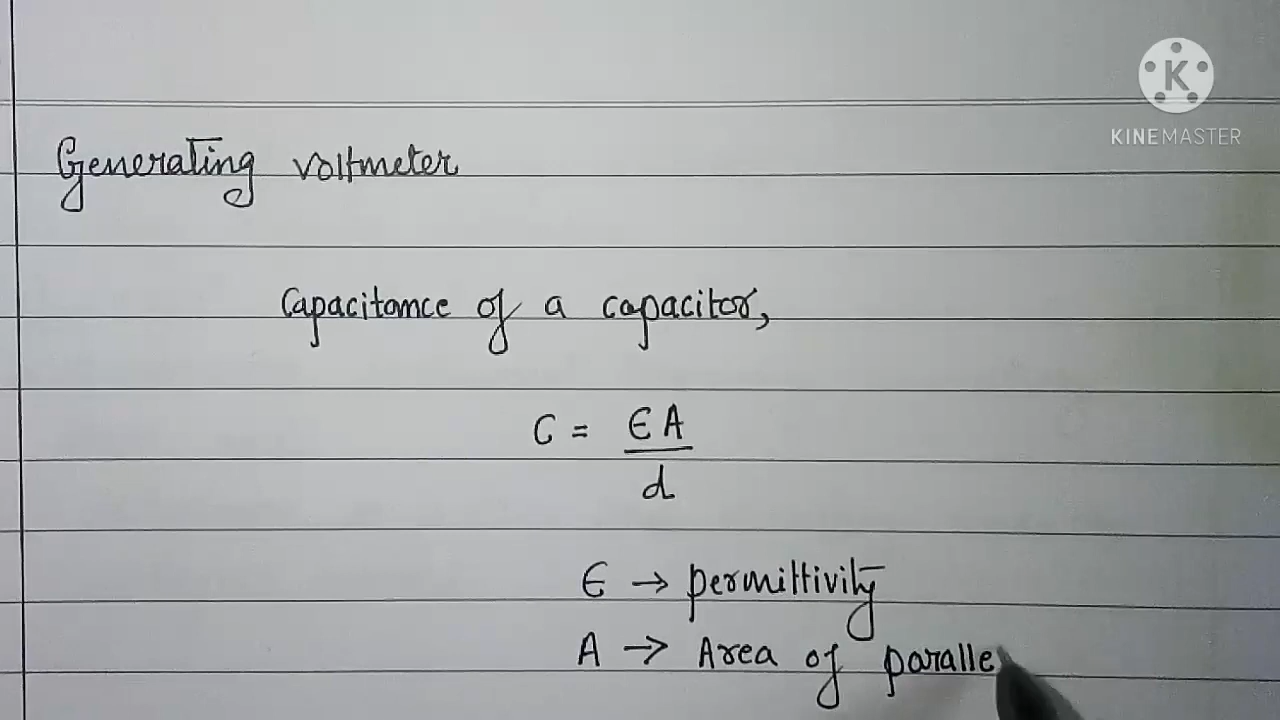 K
KINEMASTER
Generating voltmeter
Capacitance of a capacitor,
C = ϵA
d
ϵ → permittivity
A → Area of paralle